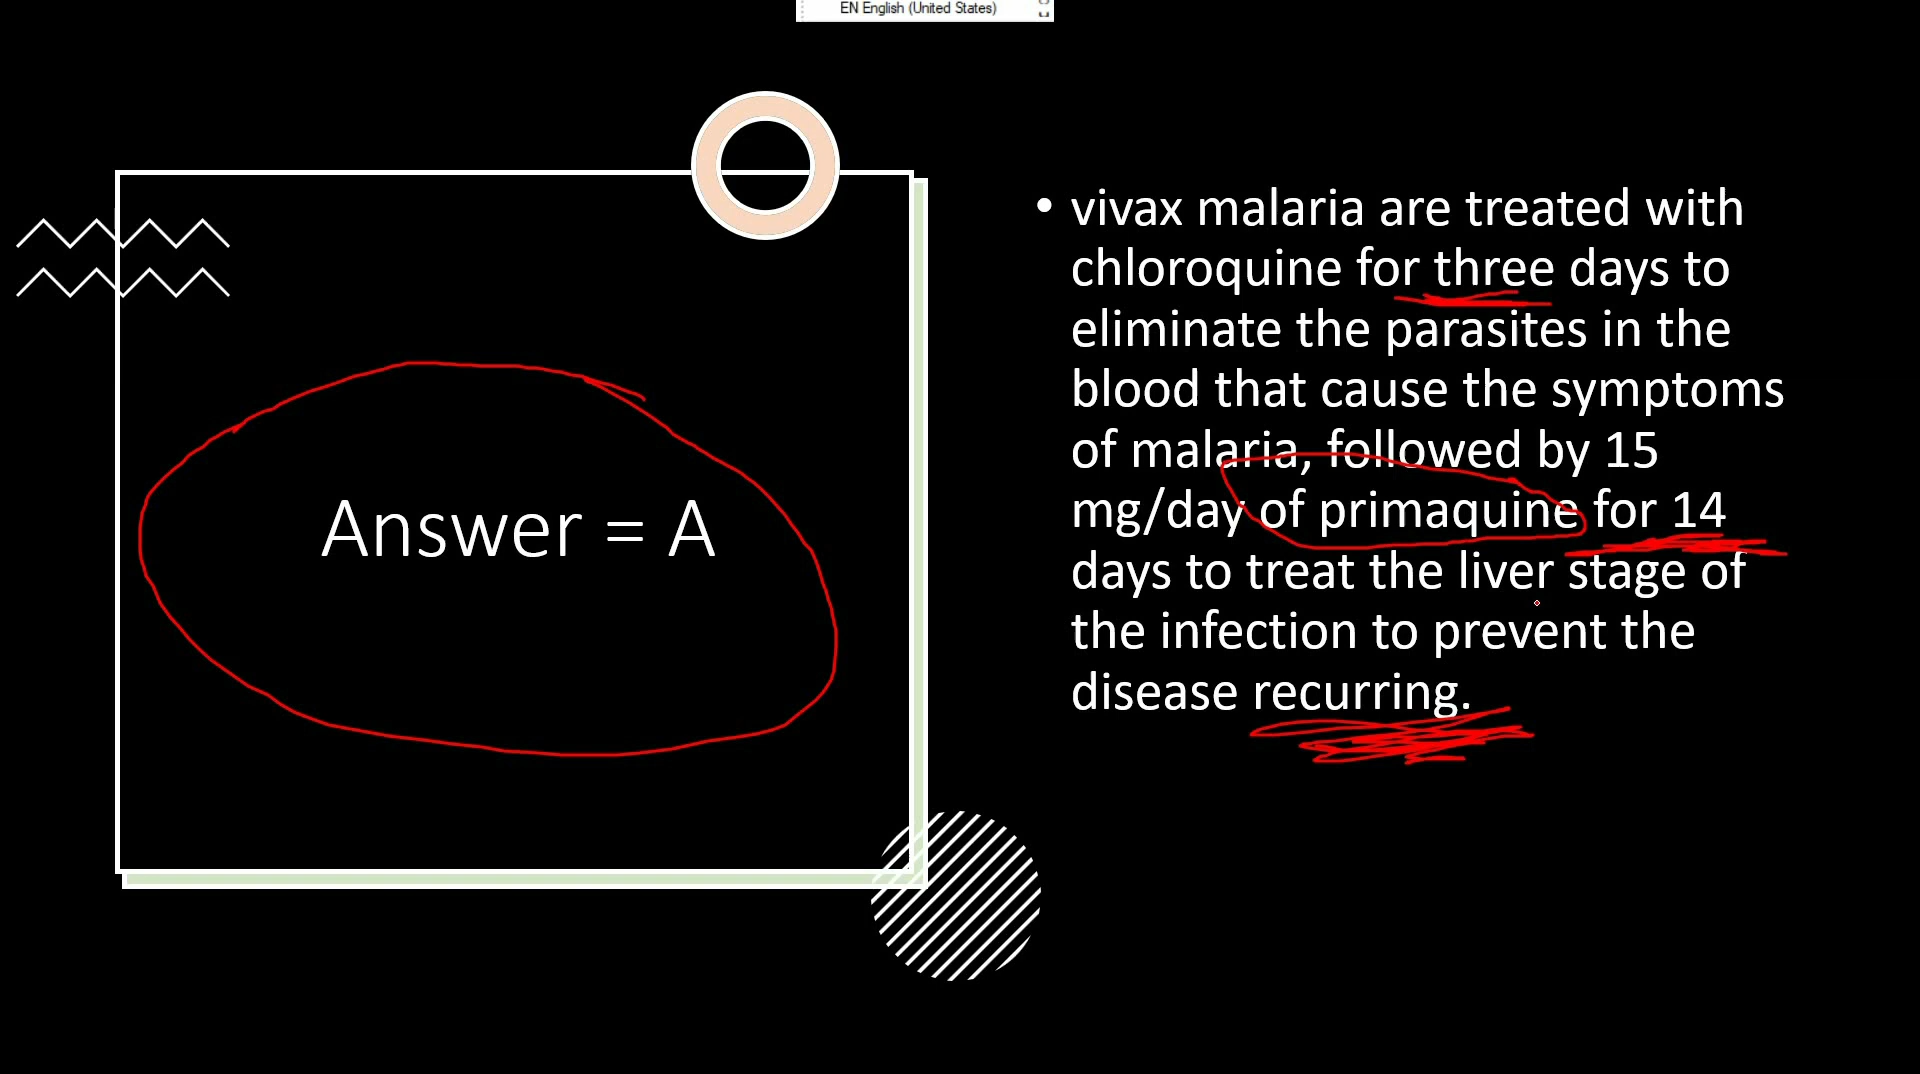 EN English (United States)
Answer = A
• vivax malaria are treated with
chloroquine for three days to
eliminate the parasites in the
blood that cause the symptoms
of malaria, followed by 15
mg/day of primaquine for 14
days to treat the liver stage of
the infection to prevent the
disease recurring.